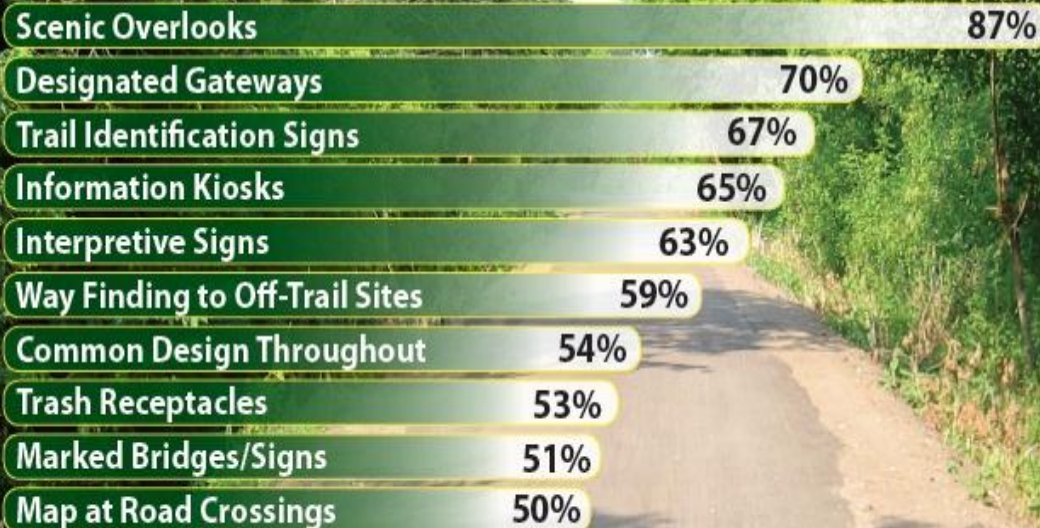 Scenic Overlooks 87%
Designated Gateways 70%
Trail Identification Signs 67%
Information Kiosks 65%
Interpretive Signs 63%
Way Finding to Off-Trail Sites 59%
Common Design Throughout 54%
Trash Receptacles 53%
Marked Bridges/Signs 51%
Map at Road Crossings 50%